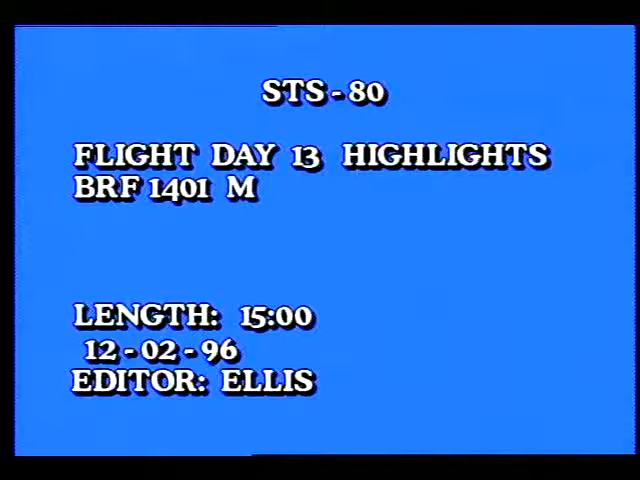 STS - 80
FLIGHT DAY 13 HIGHLIGHTS
BRF 1401 M
LENGTH: 15:00
12 - 02 - 96
EDITOR: ELLIS